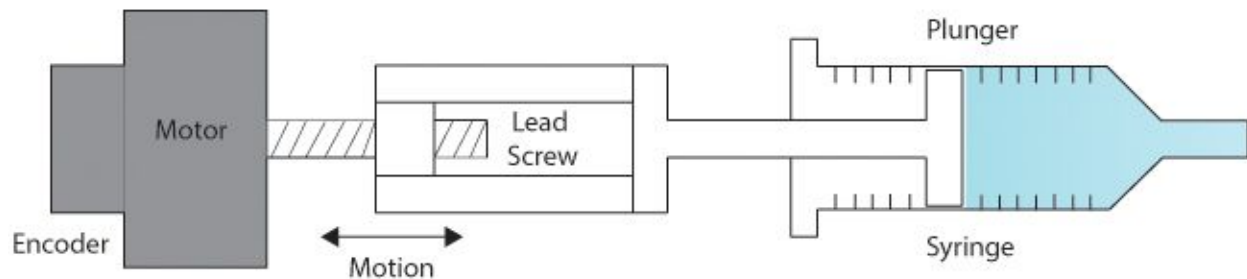 Plunger
Motor
Lead
Screw
Encoder
Motion
Syringe